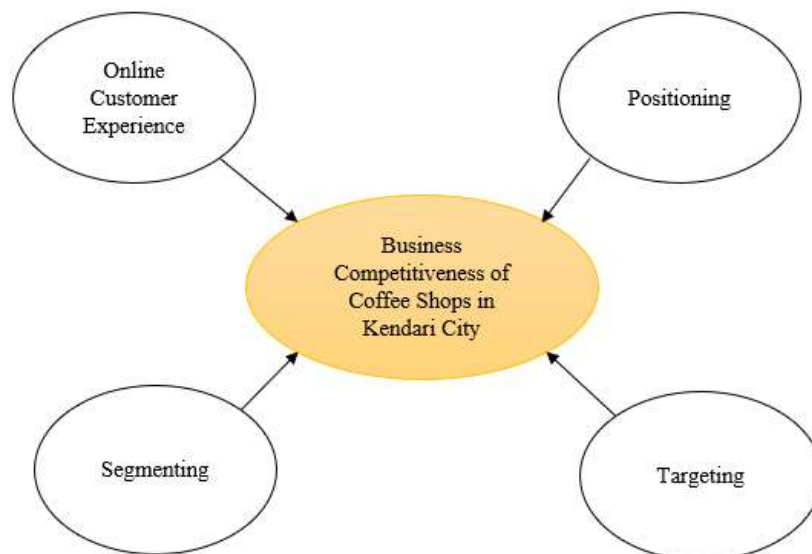 Online
Customer
Experience
Positioning
Business
Competitiveness of
Coffee Shops in
Kendari City
Segmenting
Targeting